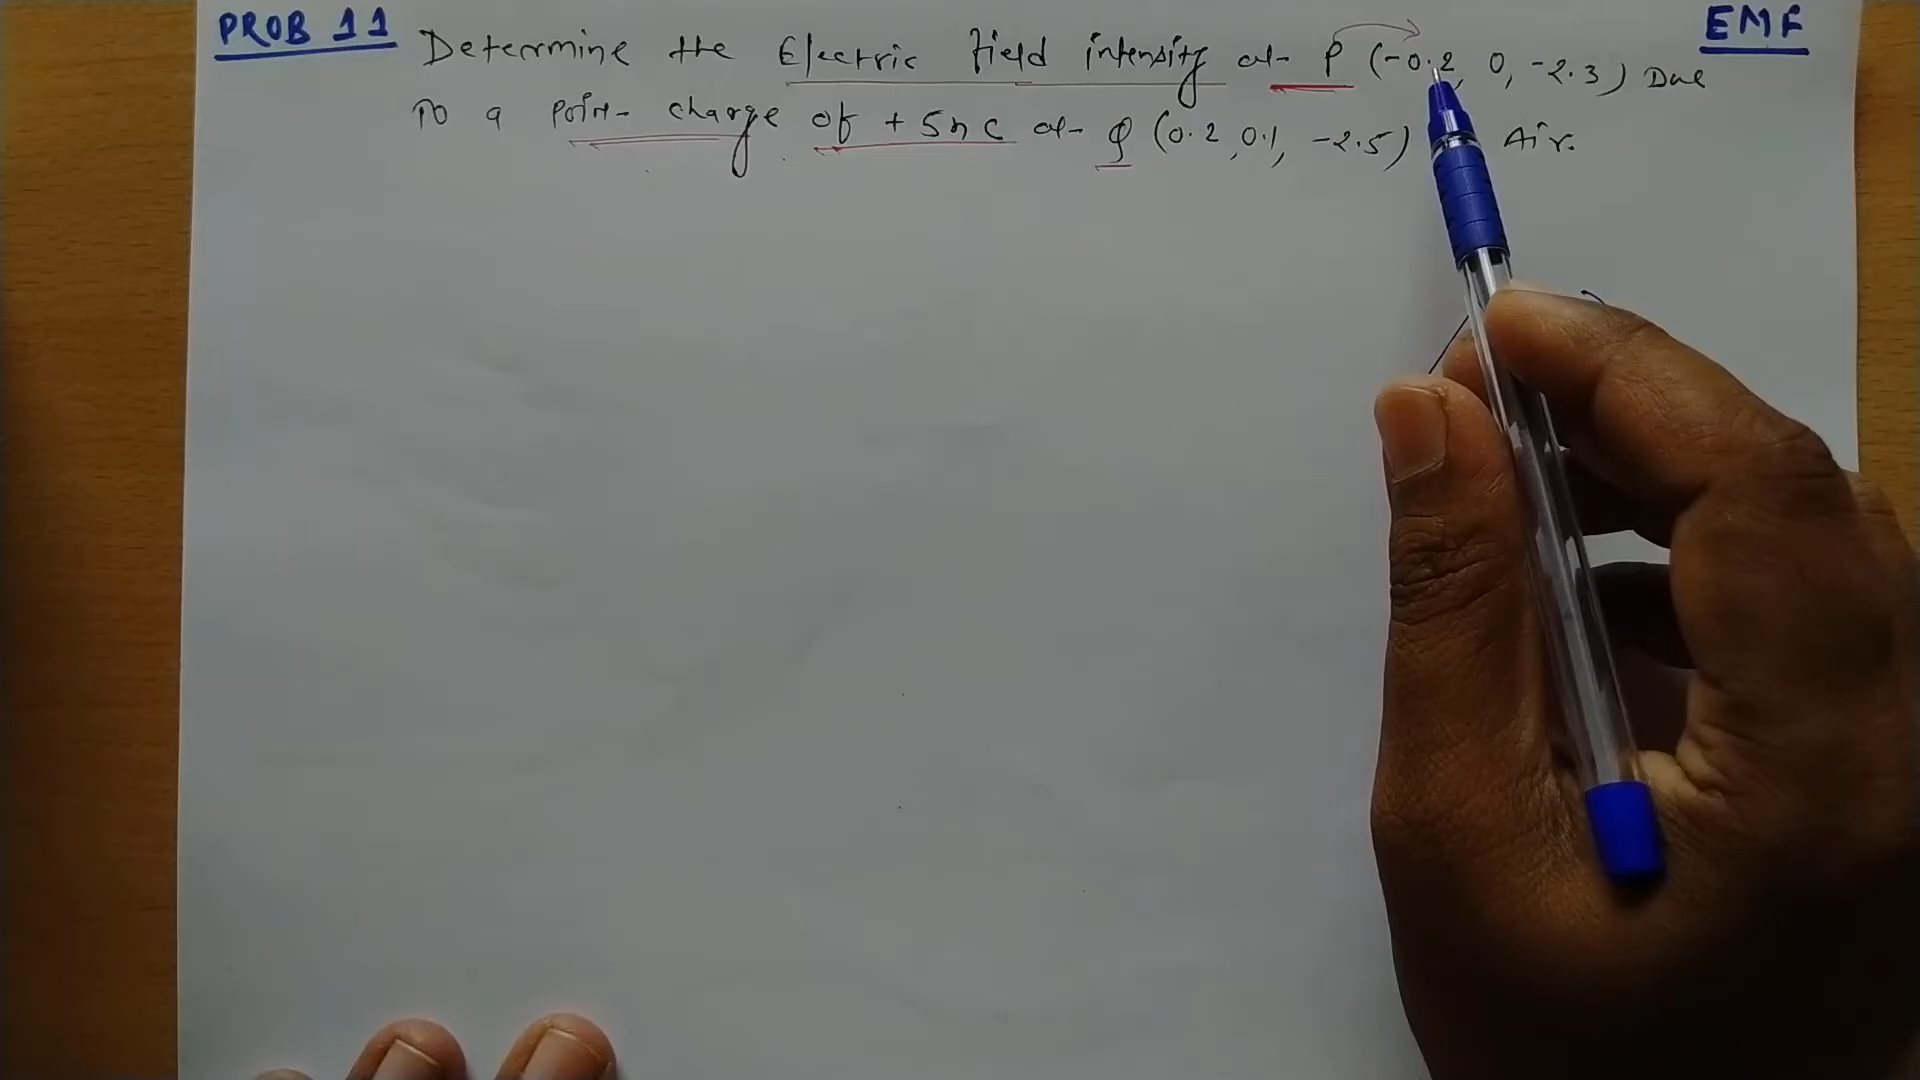 PROB 11
EMF
Determine the Electric field intensity at P (-0.2, 0, -2.3) Due
To a point charge of +5nC at Q (0.2, 0.1, -2.5) Air.